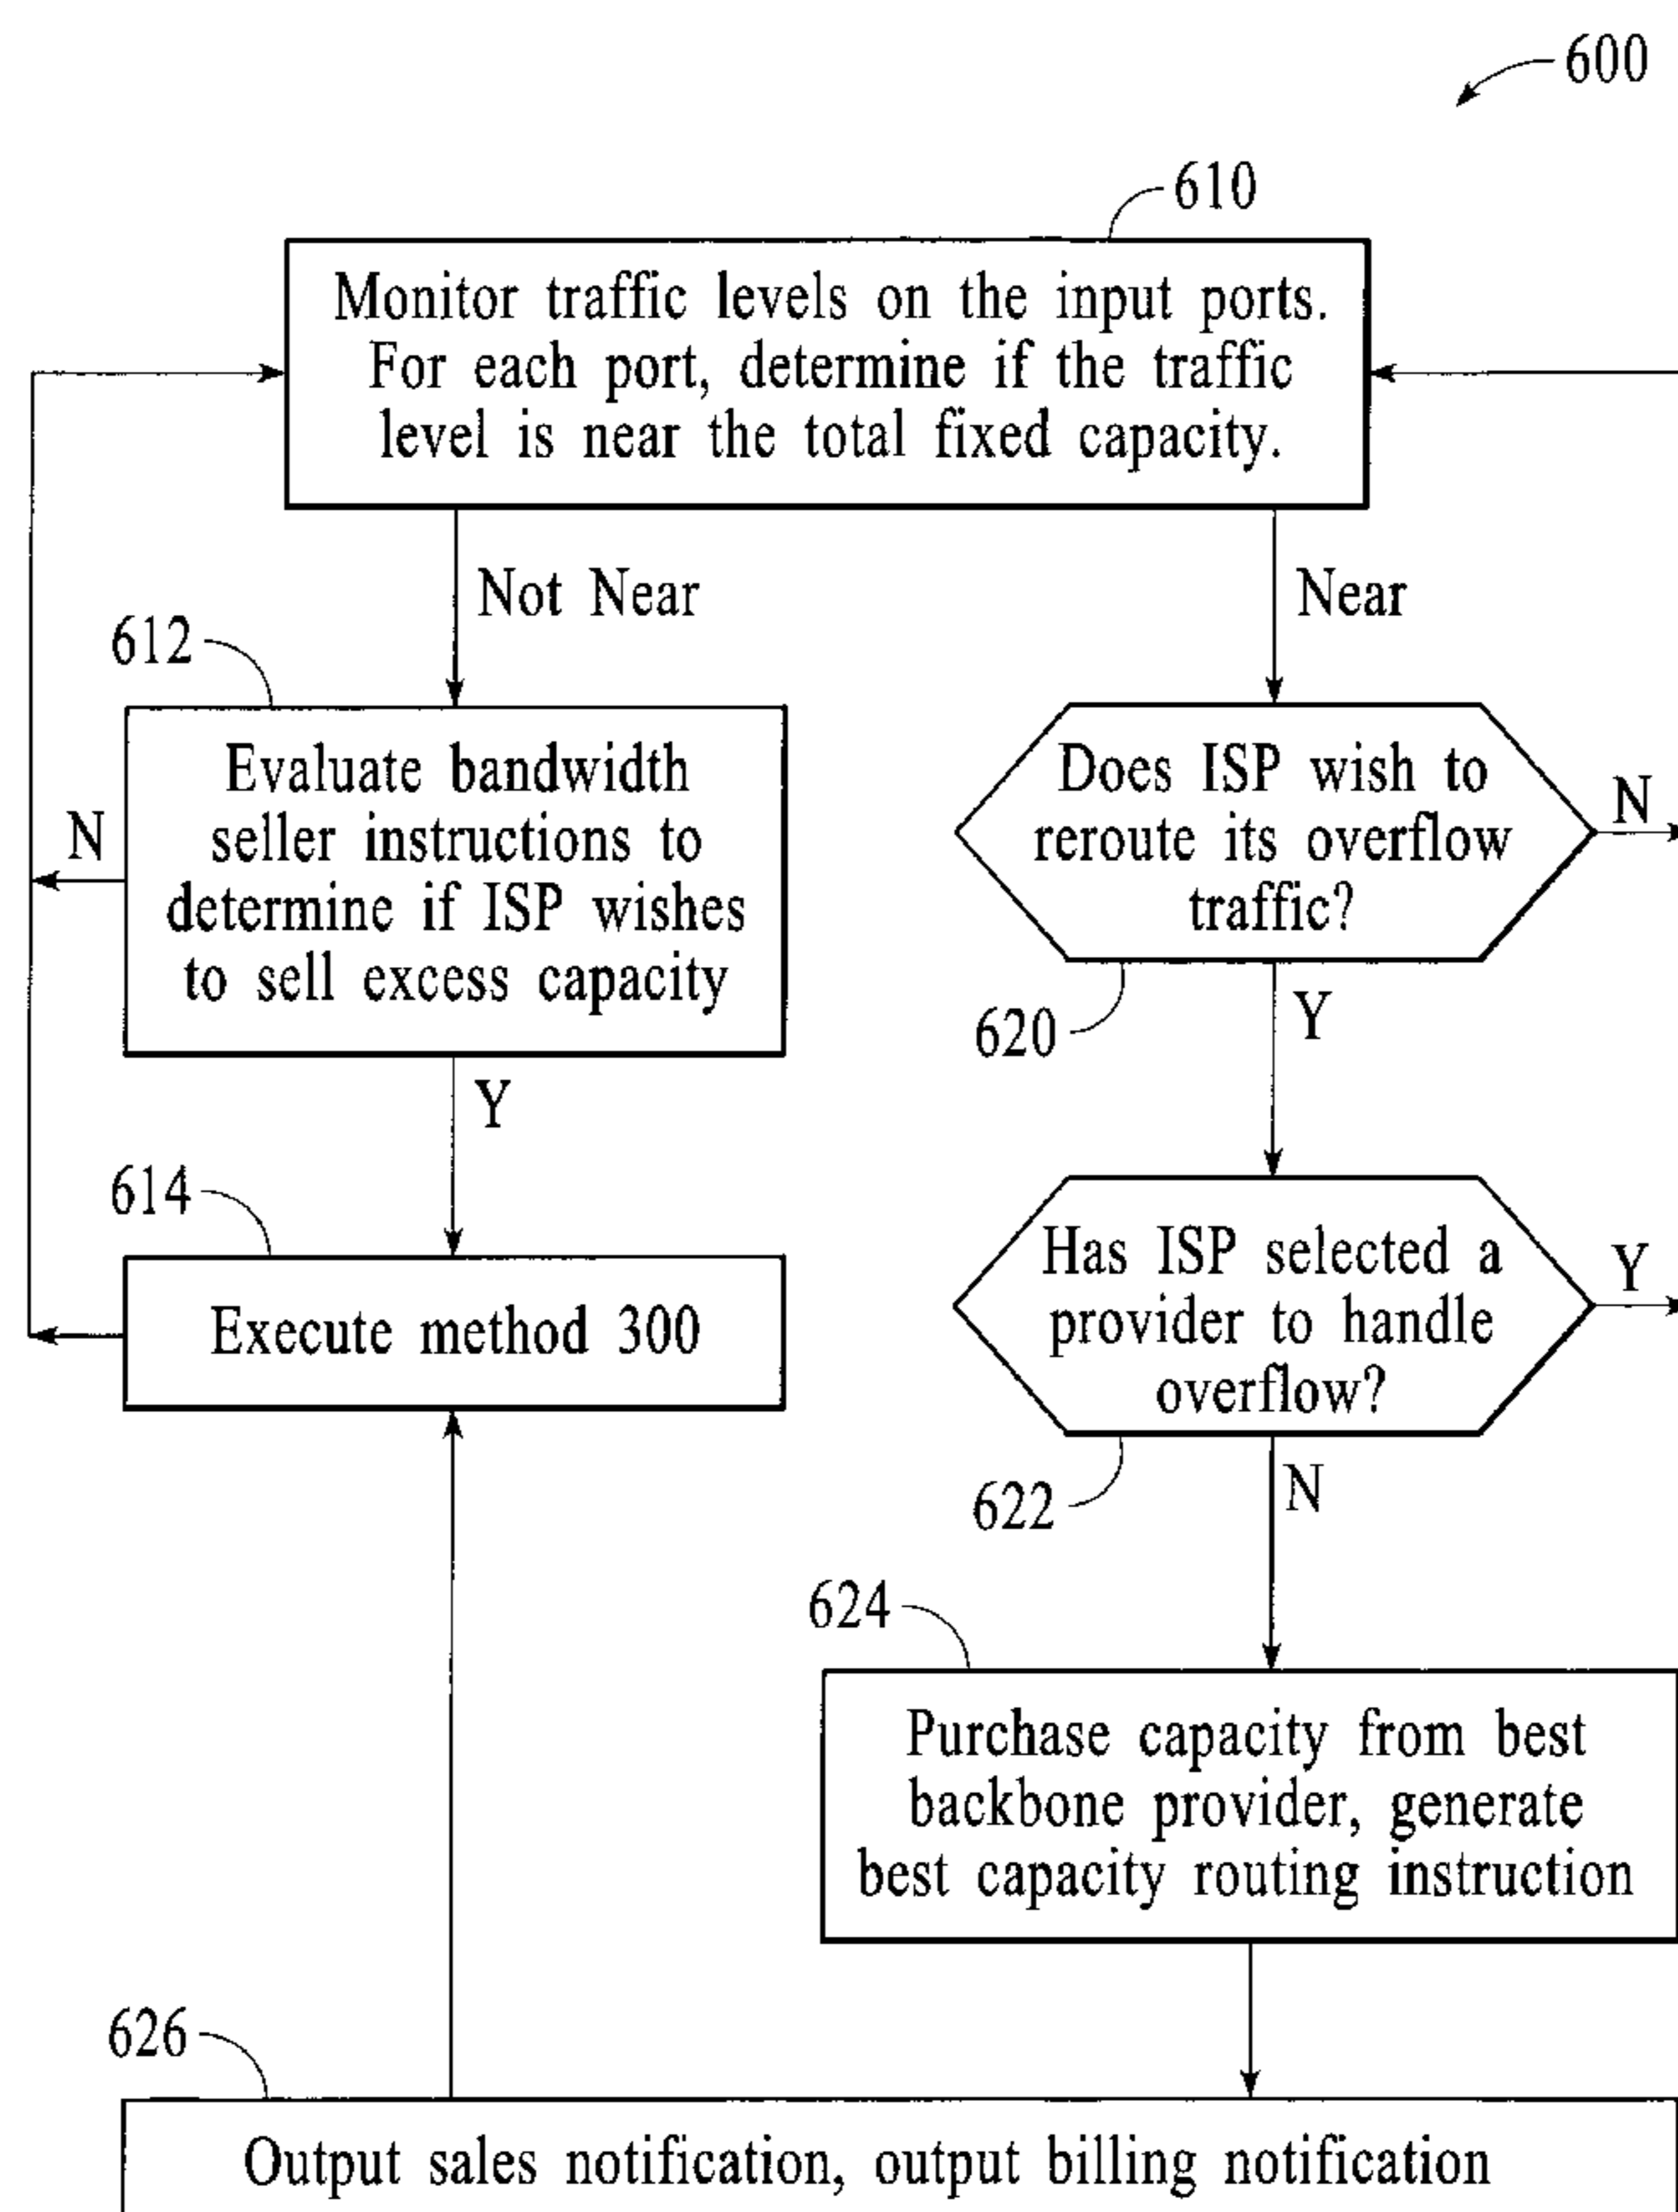 600
610
Monitor traffic levels on the input ports.
For each port, determine if the traffic
level is near the total fixed capacity.
Not Near
Near
612
Evaluate bandwidth
seller instructions to
determine if ISP wishes
to sell excess capacity
N
Y
Does ISP wish to
reroute its overflow
traffic?
N
620
Y
614
Execute method 300
Has ISP selected a
provider to handle
overflow?
Y
622
N
624
Purchase capacity from best
backbone provider, generate
best capacity routing instruction
626
Output sales notification, output billing notification